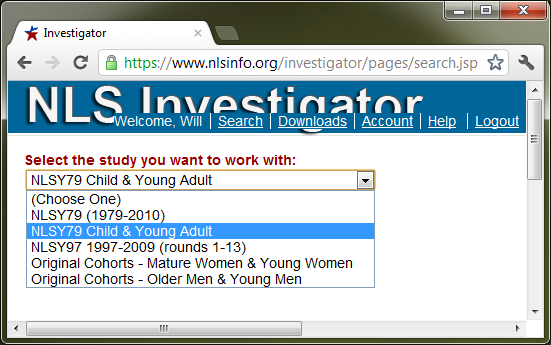 Investigator
https://www.nlsinfo.org/investigator/pages/search.jsp
NLS Investigator
Welcome, Will | Search | Downloads | Account | Help | Logout
Select the study you want to work with:
NLSY79 Child & Young Adult
(Choose One)
NLSY79 (1979-2010)
NLSY79 Child & Young Adult
NLSY97 1997-2009 (rounds 1-13)
Original Cohorts - Mature Women & Young Women
Original Cohorts - Older Men & Young Men